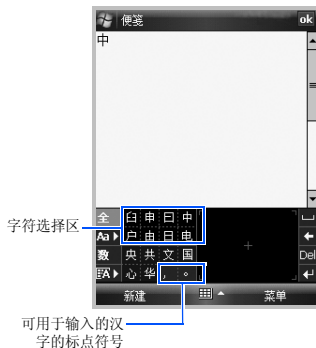 便笺 ok
中
全 臼 申 曰 中
Aa 户 由 日 电
数 央 共 文 国 Del
心 华 , 。
新建 菜单
字符选择区
可用于输入的汉
字的标点符号